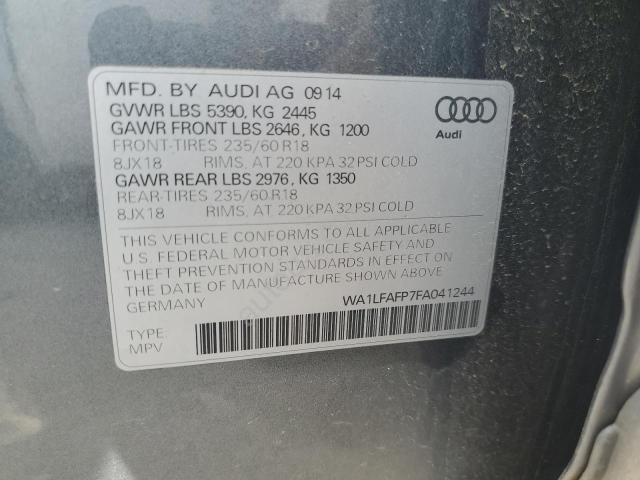 MFD. BY AUDI AG 09 14
GVWR LBS 5390, KG 2445
GAWR FRONT LBS 2646, KG 1200
FRONT-TIRES 235/60 R18
8JX18 RIMS, AT 220 KPA 32 PSI COLD
GAWR REAR LBS 2976, KG 1350
REAR-TIRES 235/60 R18
8JX18 RIMS, AT 220 KPA 32 PSI COLD
Audi
THIS VEHICLE CONFORMS TO ALL APPLICABLE
U.S. FEDERAL MOTOR VEHICLE SAFETY AND
THEFT PREVENTION STANDARDS IN EFFECT ON
THE DATE OF MANUFACTURE SHOWN ABOVE
GERMANY WA1LFAFP7FA041244
TYPE:
MPV